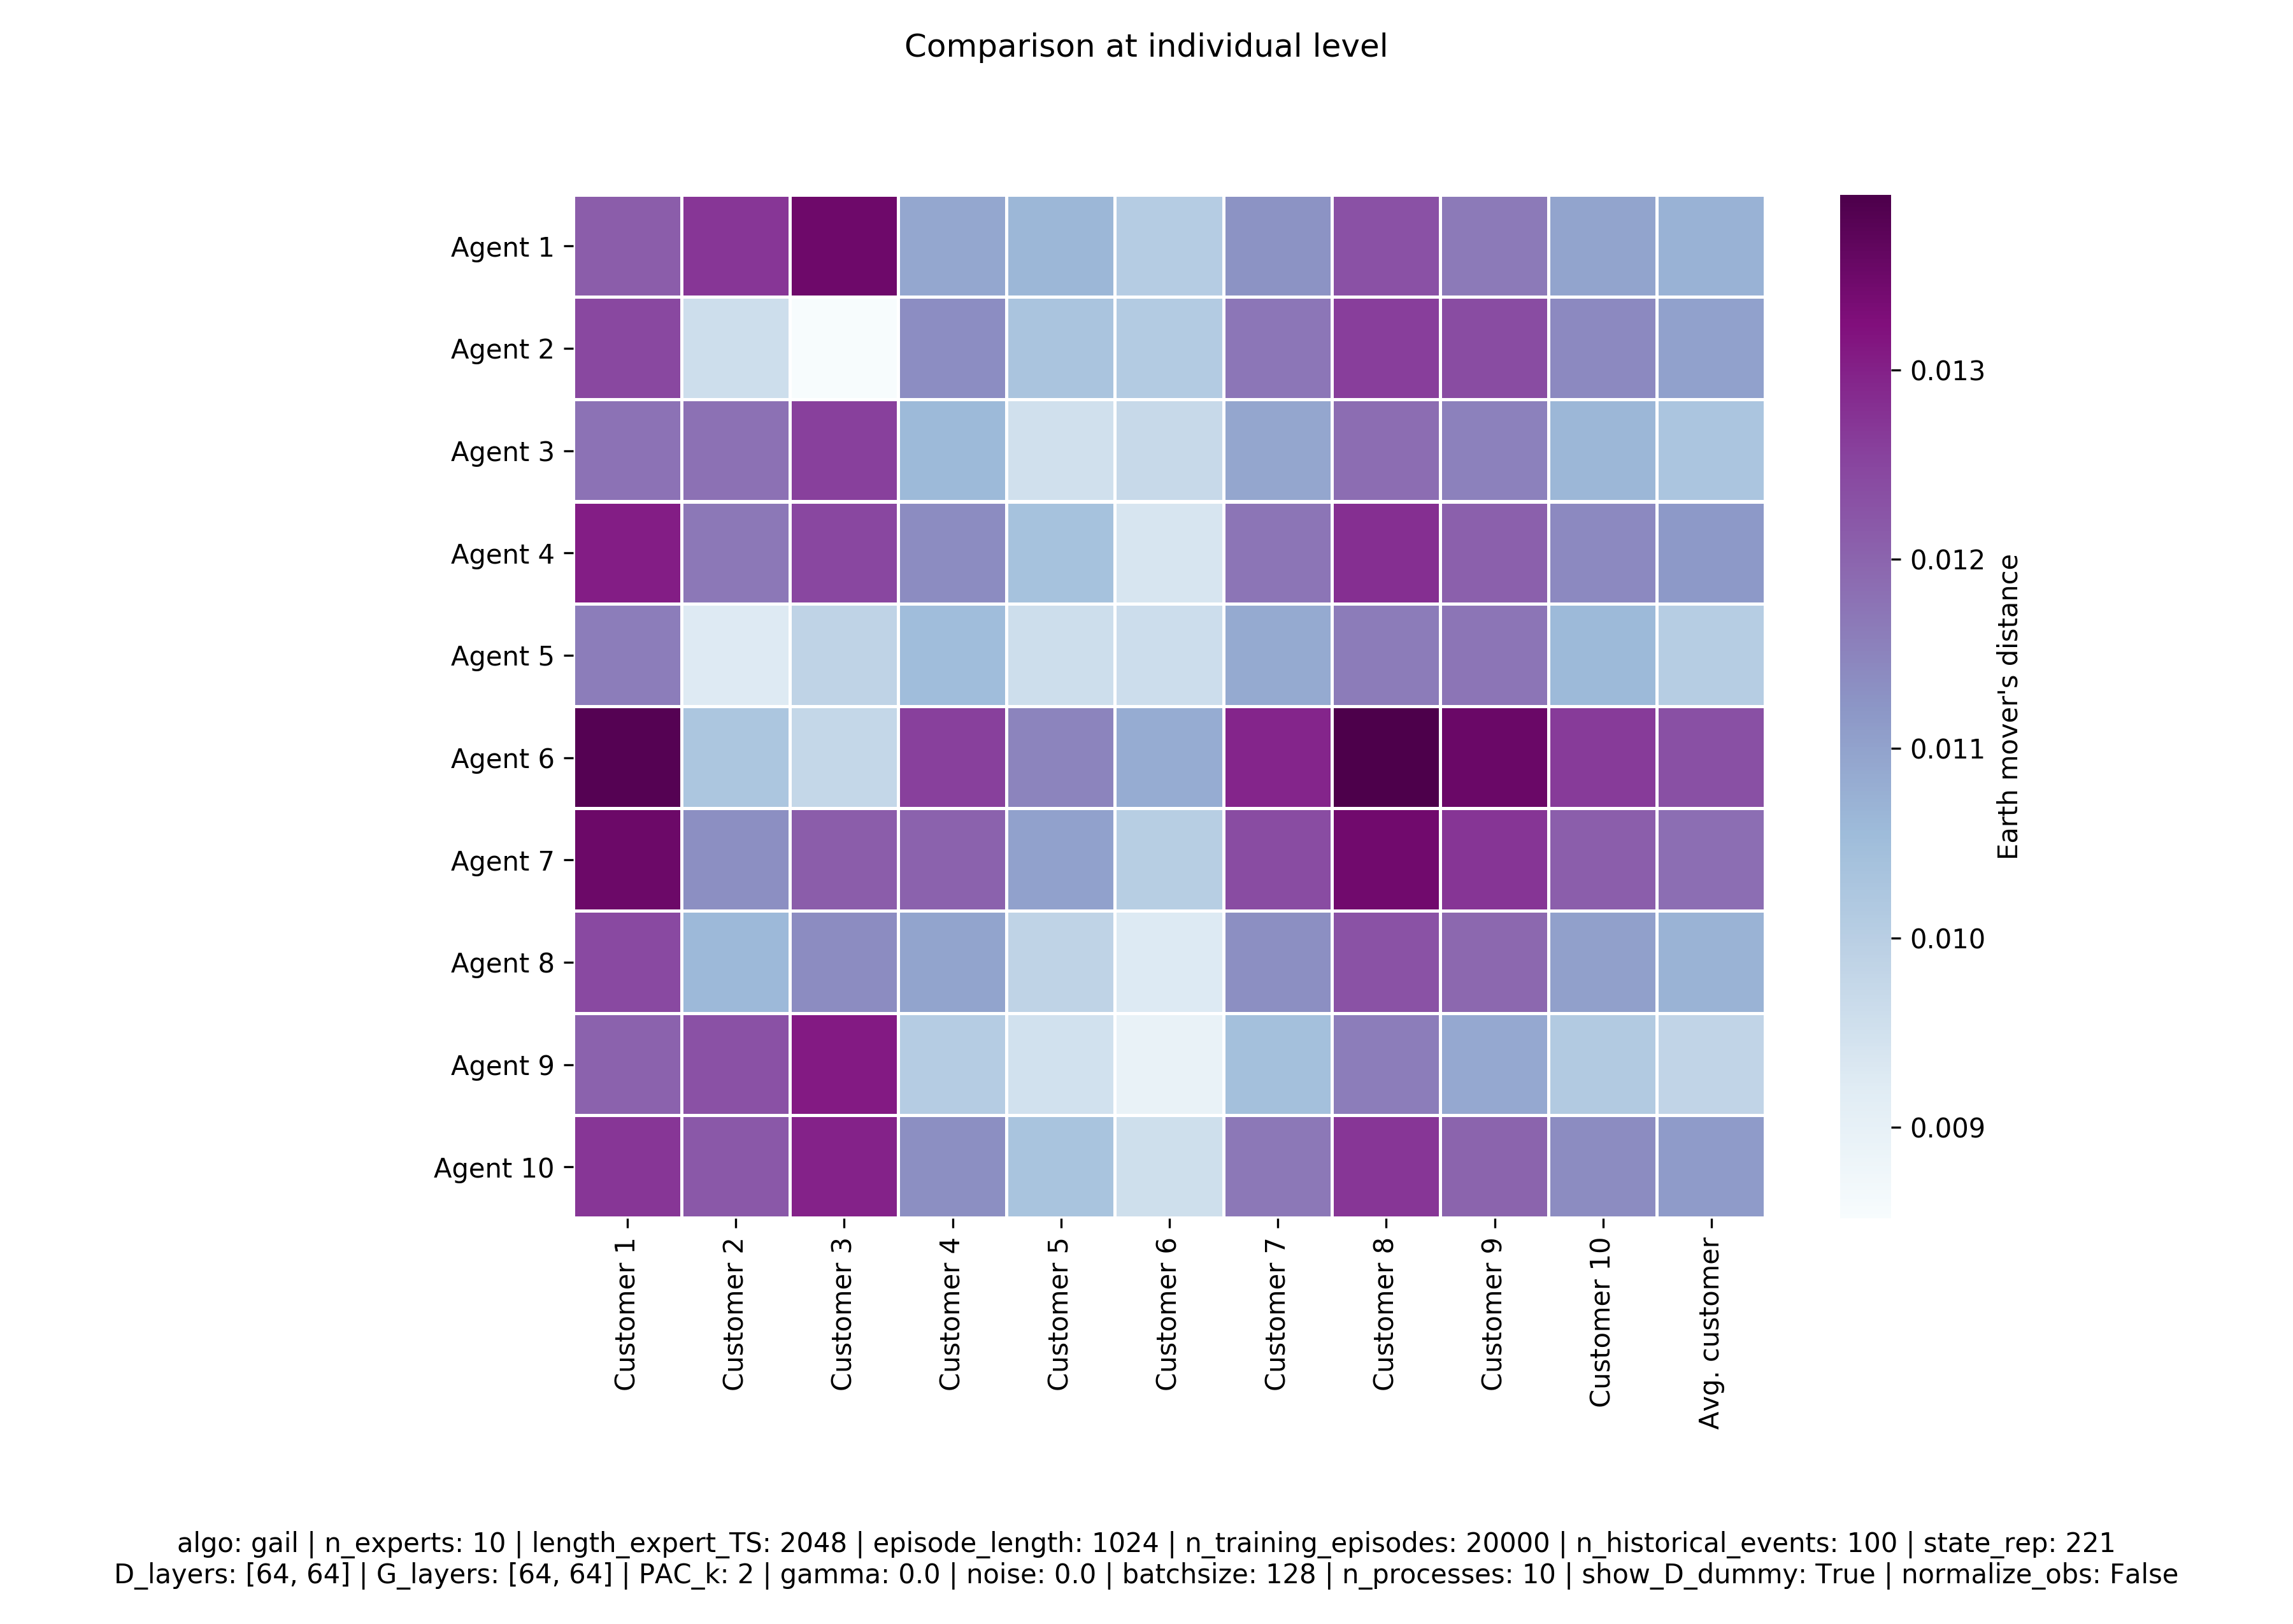 Comparison at individual level
Agent 1
Agent 2
Agent 3
Agent 4
Agent 5
Agent 6
Agent 7
Agent 8
Agent 9
Agent 10
Customer 1
Customer 2
Customer 3
Customer 4
Customer 5
Customer 6
Customer 7
Customer 8
Customer 9
Customer 10
Avg. customer
0.013
0.012
0.011
0.010
0.009
Earth mover's distance
algo: gail | n_experts: 10 | length_expert_TS: 2048 | episode_length: 1024 | n_training_episodes: 20000 | n_historical_events: 100 | state_rep: 221
D_layers: [64, 64] | G_layers: [64, 64] | PAC_k: 2 | gamma: 0.0 | noise: 0.0 | batchsize: 128 | n_processes: 10 | show_D_dummy: True | normalize_obs: False